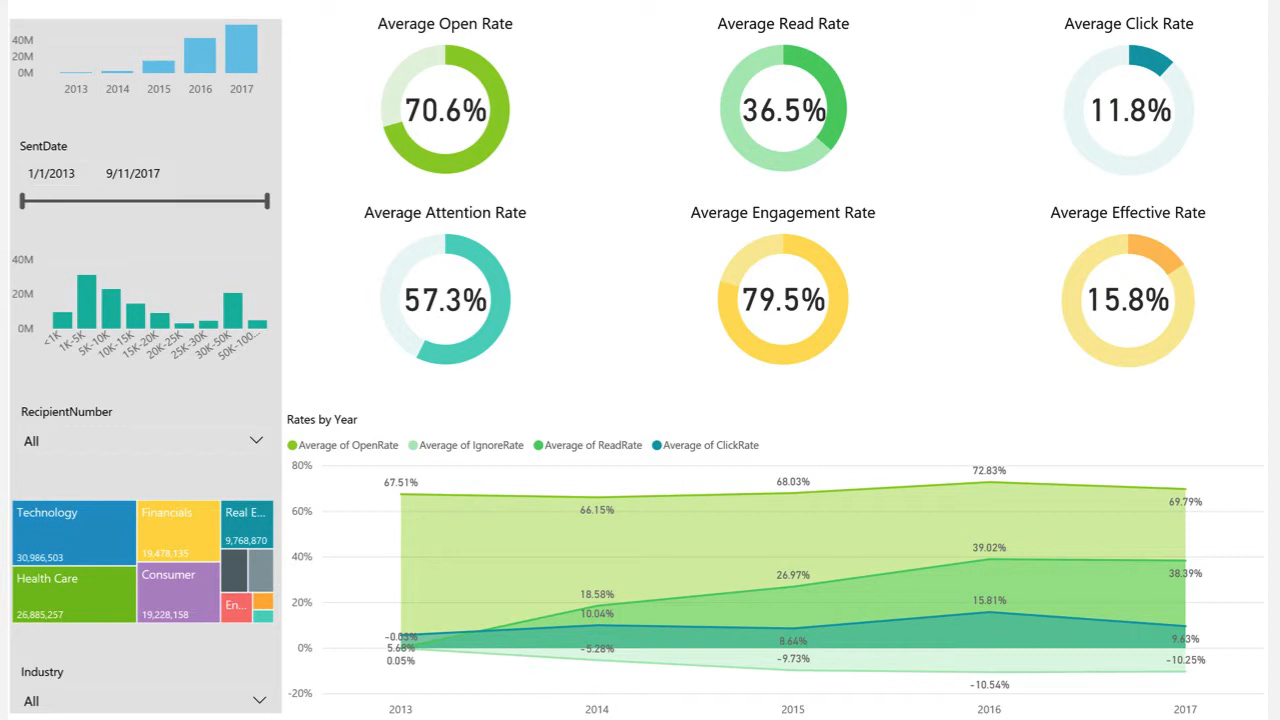 40M
20M
0M
2013 2014 2015 2016 2017
SentDate
1/1/2013 9/11/2017
40M
20M
0M
<1K 1K-5K 5K-10K 10K-15K 15K-20K 20K-25K 25K-30K 30K-50K 50K-100...
RecipientNumber
All
Technology
30,986,503
Financials
19,478,135
Real E...
9,768,870
Health Care
26,885,257
Consumer
19,228,158
En...
Industry
All
Average Open Rate
70.6%
Average Read Rate
36.5%
Average Click Rate
11.8%
Average Attention Rate
57.3%
Average Engagement Rate
79.5%
Average Effective Rate
15.8%
Rates by Year
Average of OpenRate Average of IgnoreRate Average of ReadRate Average of ClickRate
80%
60%
40%
20%
0%
-20%
67.51% 66.15% 68.03% 72.83% 69.79%
18.58% 26.97% 39.02% 38.39%
10.04% 8.64% 15.81% 9.63%
-0.03% -5.28% -9.73% -10.54% -10.25%
5.68%
0.05%
2013 2014 2015 2016 2017